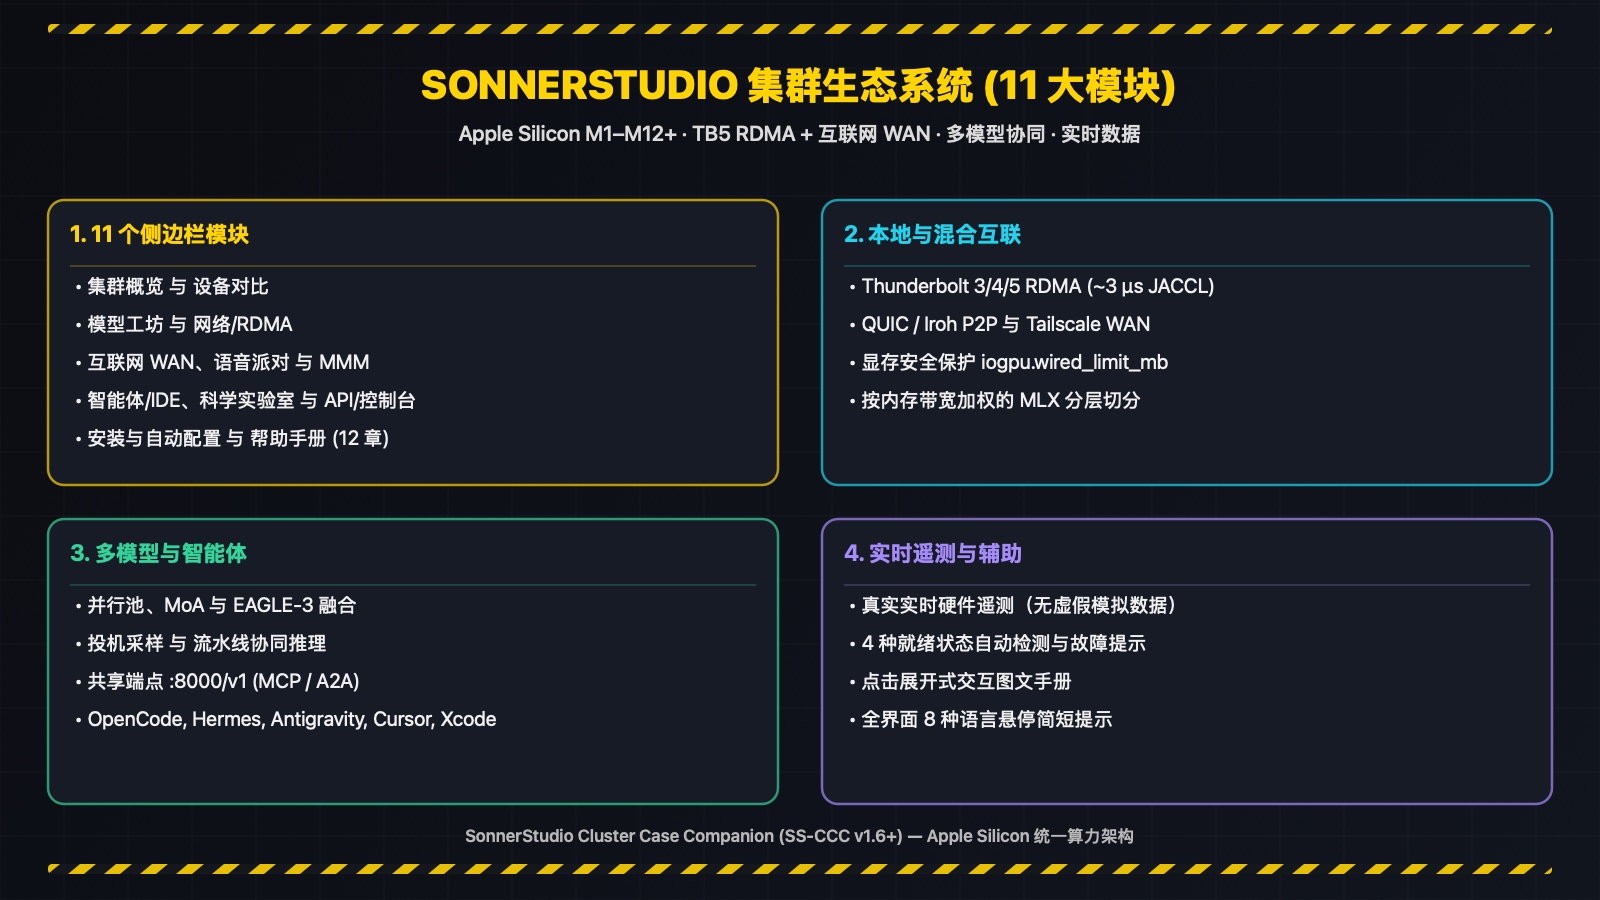 SONNERSTUDIO 集群生态系统 (11 大模块)
Apple Silicon M1–M12+ · TB5 RDMA + 互联网 WAN · 多模型协同 · 实时数据
1. 11 个侧边栏模块
• 集群概览 与 设备对比
• 模型工坊 与 网络/RDMA
• 互联网 WAN、语音派对 与 MMM
• 智能体/IDE、科学实验室 与 API/控制台
• 安装与自动配置 与 帮助手册 (12 章)
2. 本地与混合互联
• Thunderbolt 3/4/5 RDMA (~3 µs JACCL)
• QUIC / Iroh P2P 与 Tailscale WAN
• 显存安全保护 iogpu.wired_limit_mb
• 按内存带宽加权的 MLX 分层切分
3. 多模型与智能体
• 并行池、MoA 与 EAGLE-3 融合
• 投机采样 与 流水线协同推理
• 共享端点 :8000/v1 (MCP / A2A)
• OpenCode, Hermes, Antigravity, Cursor, Xcode
4. 实时遥测与辅助
• 真实实时硬件遥测（无虚假模拟数据）
• 4 种就绪状态自动检测与故障提示
• 点击展开式交互图文手册
• 全界面 8 种语言悬停简短提示
SonnerStudio Cluster Case Companion (SS-CCC v1.6+) — Apple Silicon 统一算力架构